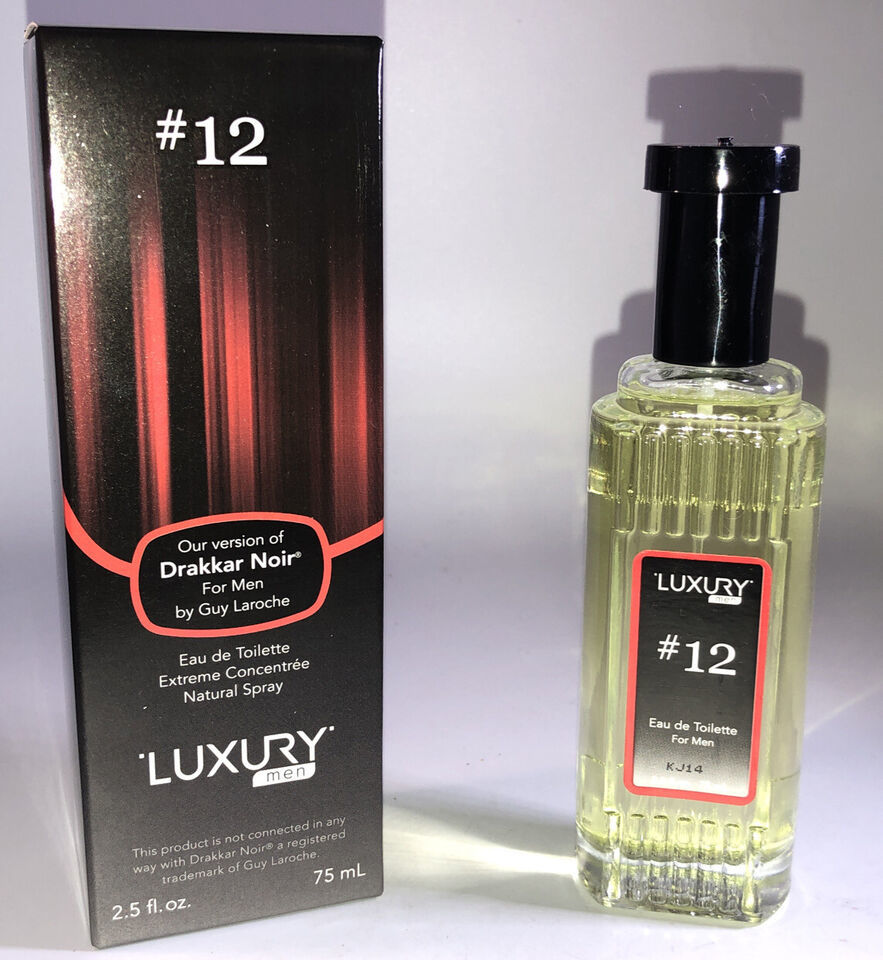 #12
Our version of
Drakkar Noir®
For Men
by Guy Laroche
Eau de Toilette
Extreme Concentrée
Natural Spray
LUXURY
men
This product is not connected in any
way with Drakkar Noir® a registered
trademark of Guy Laroche.
75 mL
2.5 fl. oz.
LUXURY
men
#12
Eau de Toilette
For Men
KJ14